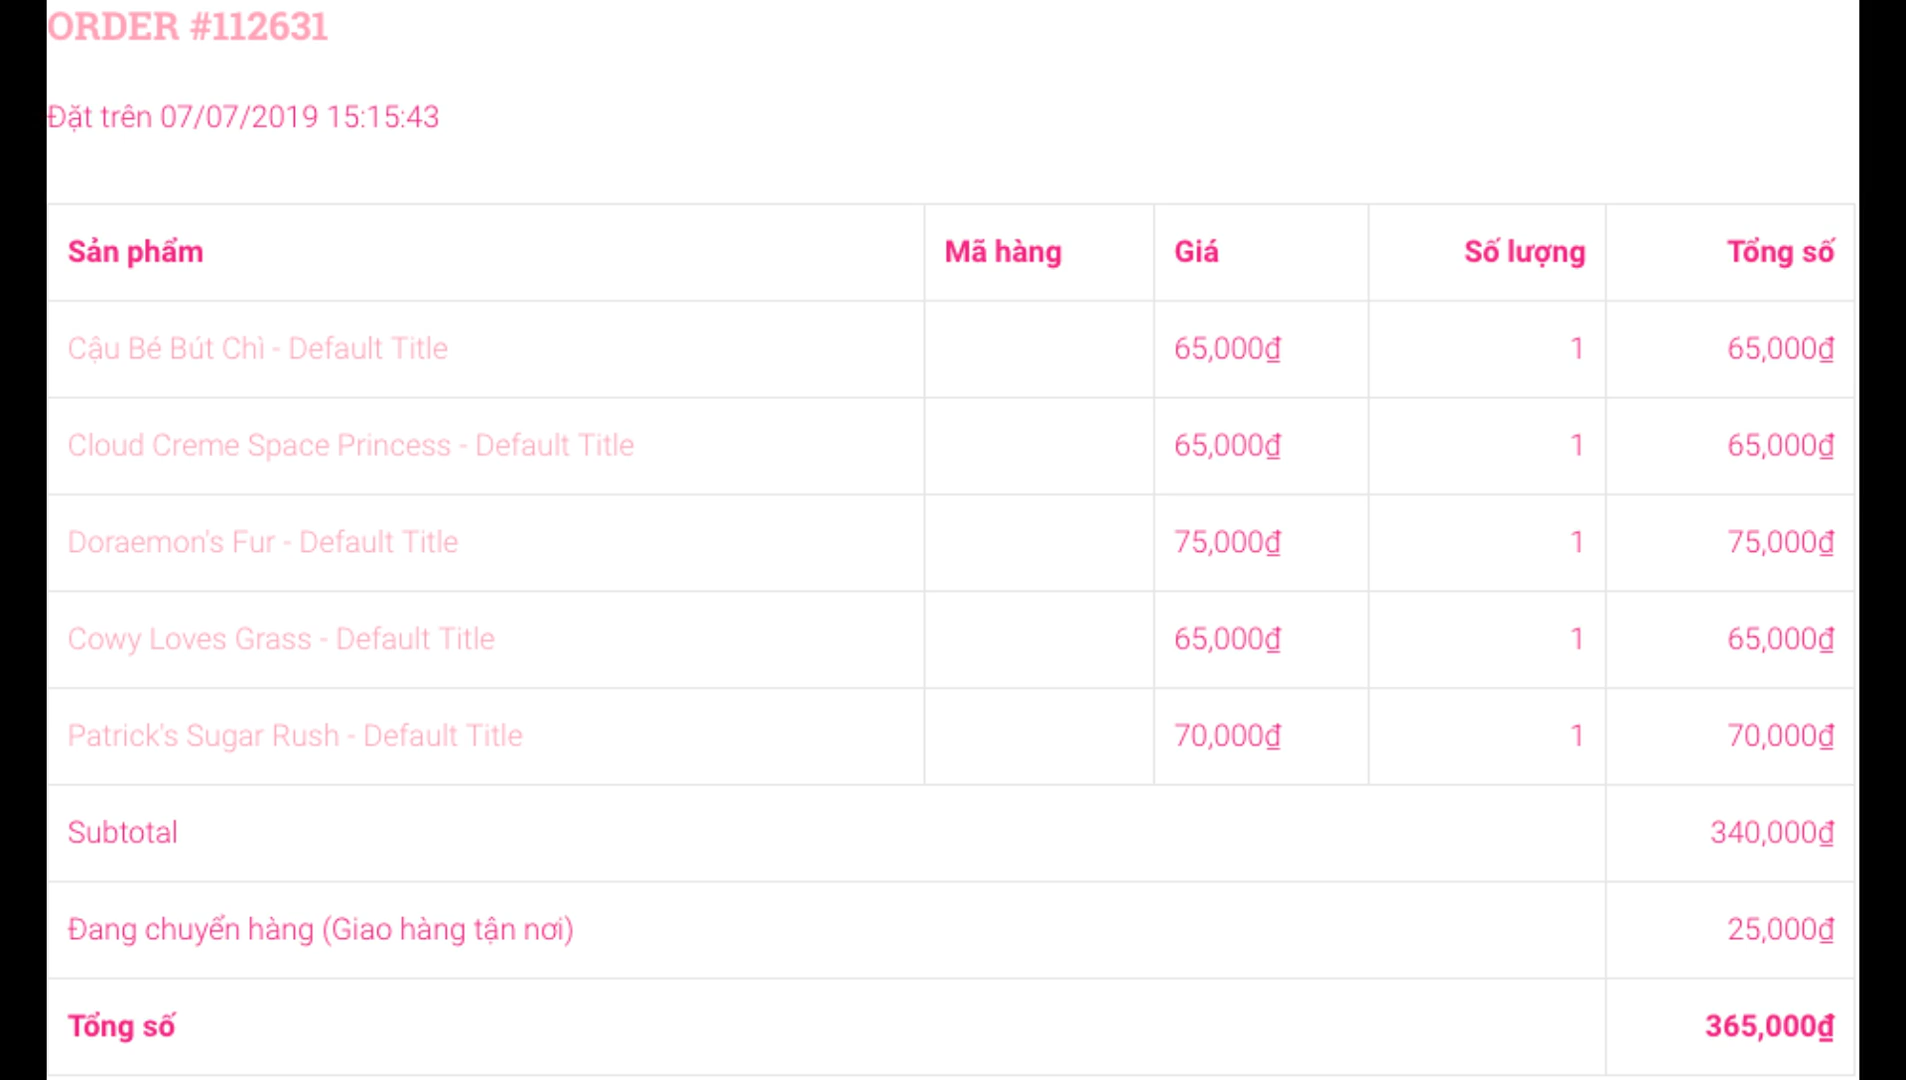 ORDER #112631
Đặt trên 07/07/2019 15:15:43
Sản phẩm Mã hàng Giá Số lượng Tổng số
Cậu Bé Bút Chì - Default Title 65,000₫ 1 65,000₫
Cloud Creme Space Princess - Default Title 65,000₫ 1 65,000₫
Doraemon's Fur - Default Title 75,000₫ 1 75,000₫
Cowy Loves Grass - Default Title 65,000₫ 1 65,000₫
Patrick's Sugar Rush - Default Title 70,000₫ 1 70,000₫
Subtotal 340,000₫
Đang chuyển hàng (Giao hàng tận nơi) 25,000₫
Tổng số 365,000₫